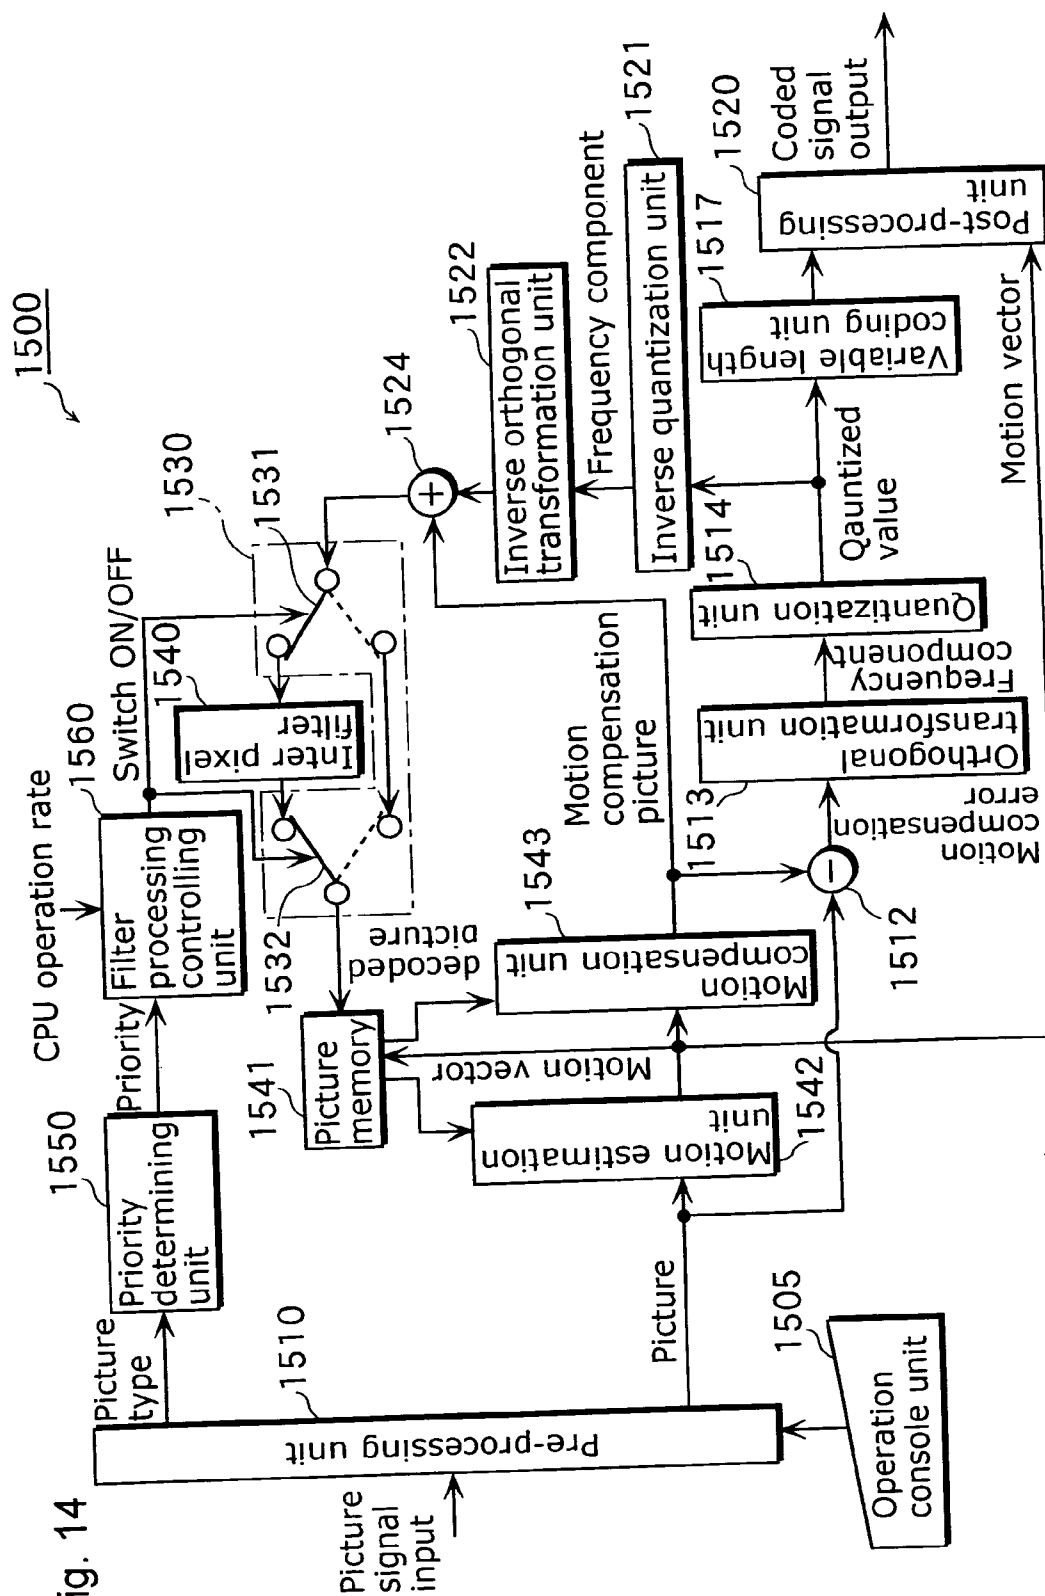 ig. 14
1500
CPU operation rate
Picture
type
1550
Priority
1560
Switch ON/OFF
1530
Priority
determining
unit
Filter
processing
controlling
unit
1540
1531
1532
Inter pixel
filter
1524
1522
Inverse orthogonal
transformation unit
Frequency component
1521
Inverse quantization unit
1541
Picture
memory
decoded
picture
Picture
signal
input
1510
Pre-processing unit
Motion vector
Motion estimation
unit
1542
1543
Motion
compensation unit
Motion
compensation
picture
Picture
1512
Motion
compensation
error
1513
Orthogonal
transformation unit
Frequency
component
1514
Quantization unit
Qauntized
value
1517
Variable length
coding unit
1520
Post-processing
unit
Coded
signal
output
Motion vector
1505
Operation
console unit